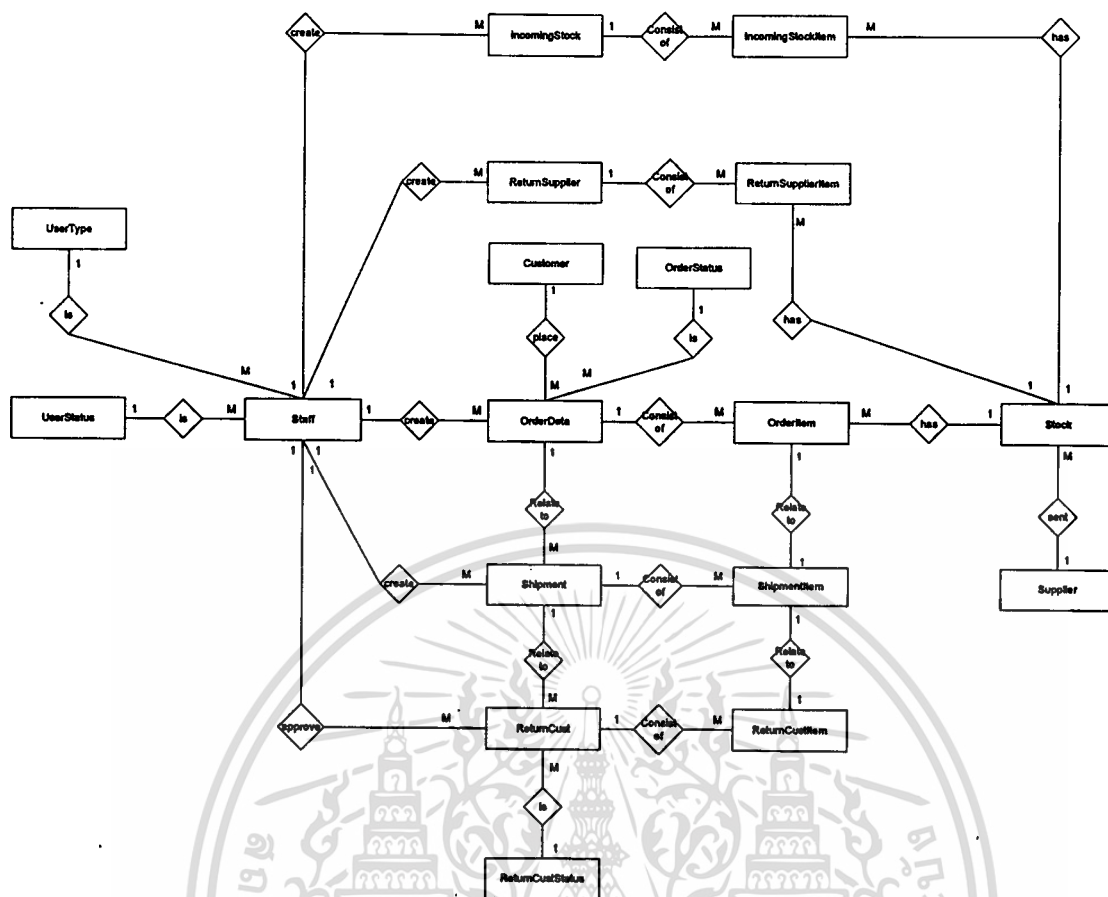 create
M
IncomingStock
1
Consist
of
M
IncomingStockItem
M
has
create
M
ReturnSupplier
1
Consist
of
M
ReturnSupplierItem
M
UserType
1
Customer
1
OrderStatus
1
is
place
is
has
M
1
1
M
M
1
1
UserStatus
1
is
M
Staff
1
create
M
OrderData
1
Consist
of
M
OrderItem
M
has
1
Stock
1
1
1
1
1
M
Relate
to
Relate
to
sent
M
1
1
create
M
Shipment
1
Consist
of
M
ShipmentItem
Supplier
1
1
Relate
to
Relate
to
M
1
approve
M
ReturnCust
1
Consist
of
M
ReturnCustItem
M
is
1
ReturnCustStatus